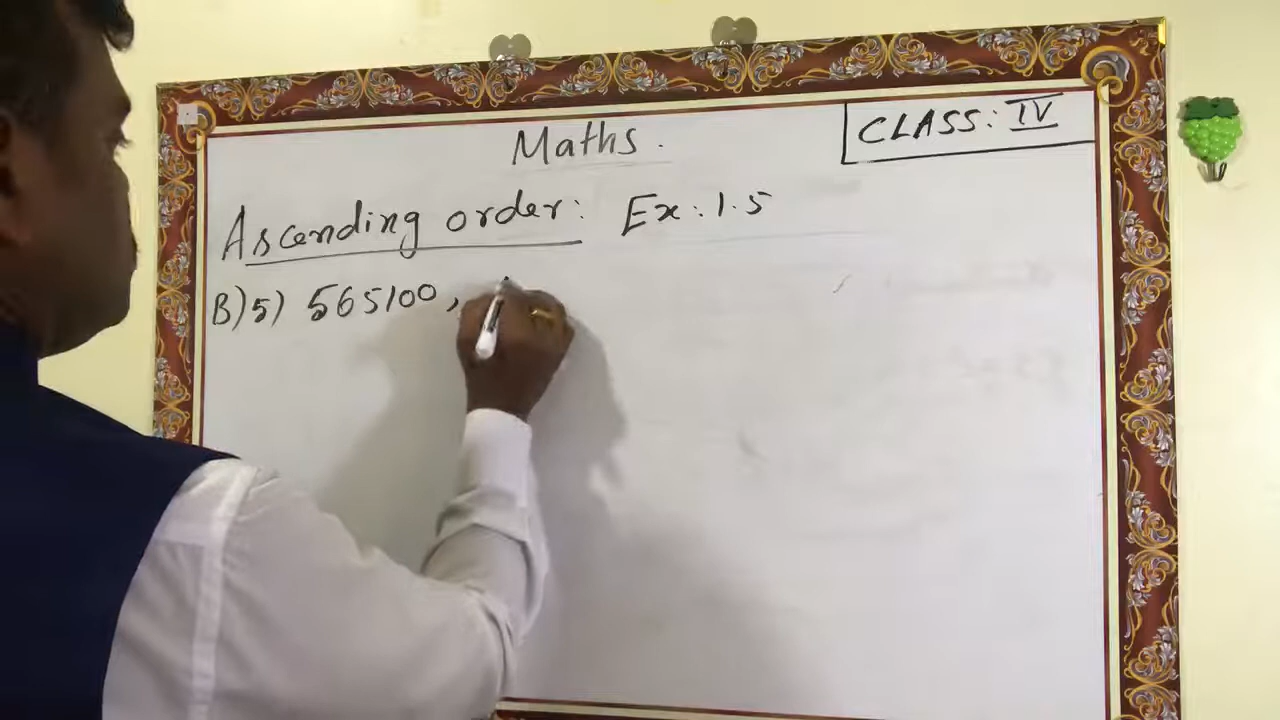 Maths.
CLASS: IV
Ascending order: Ex: 1.5
B) 5) 565100,